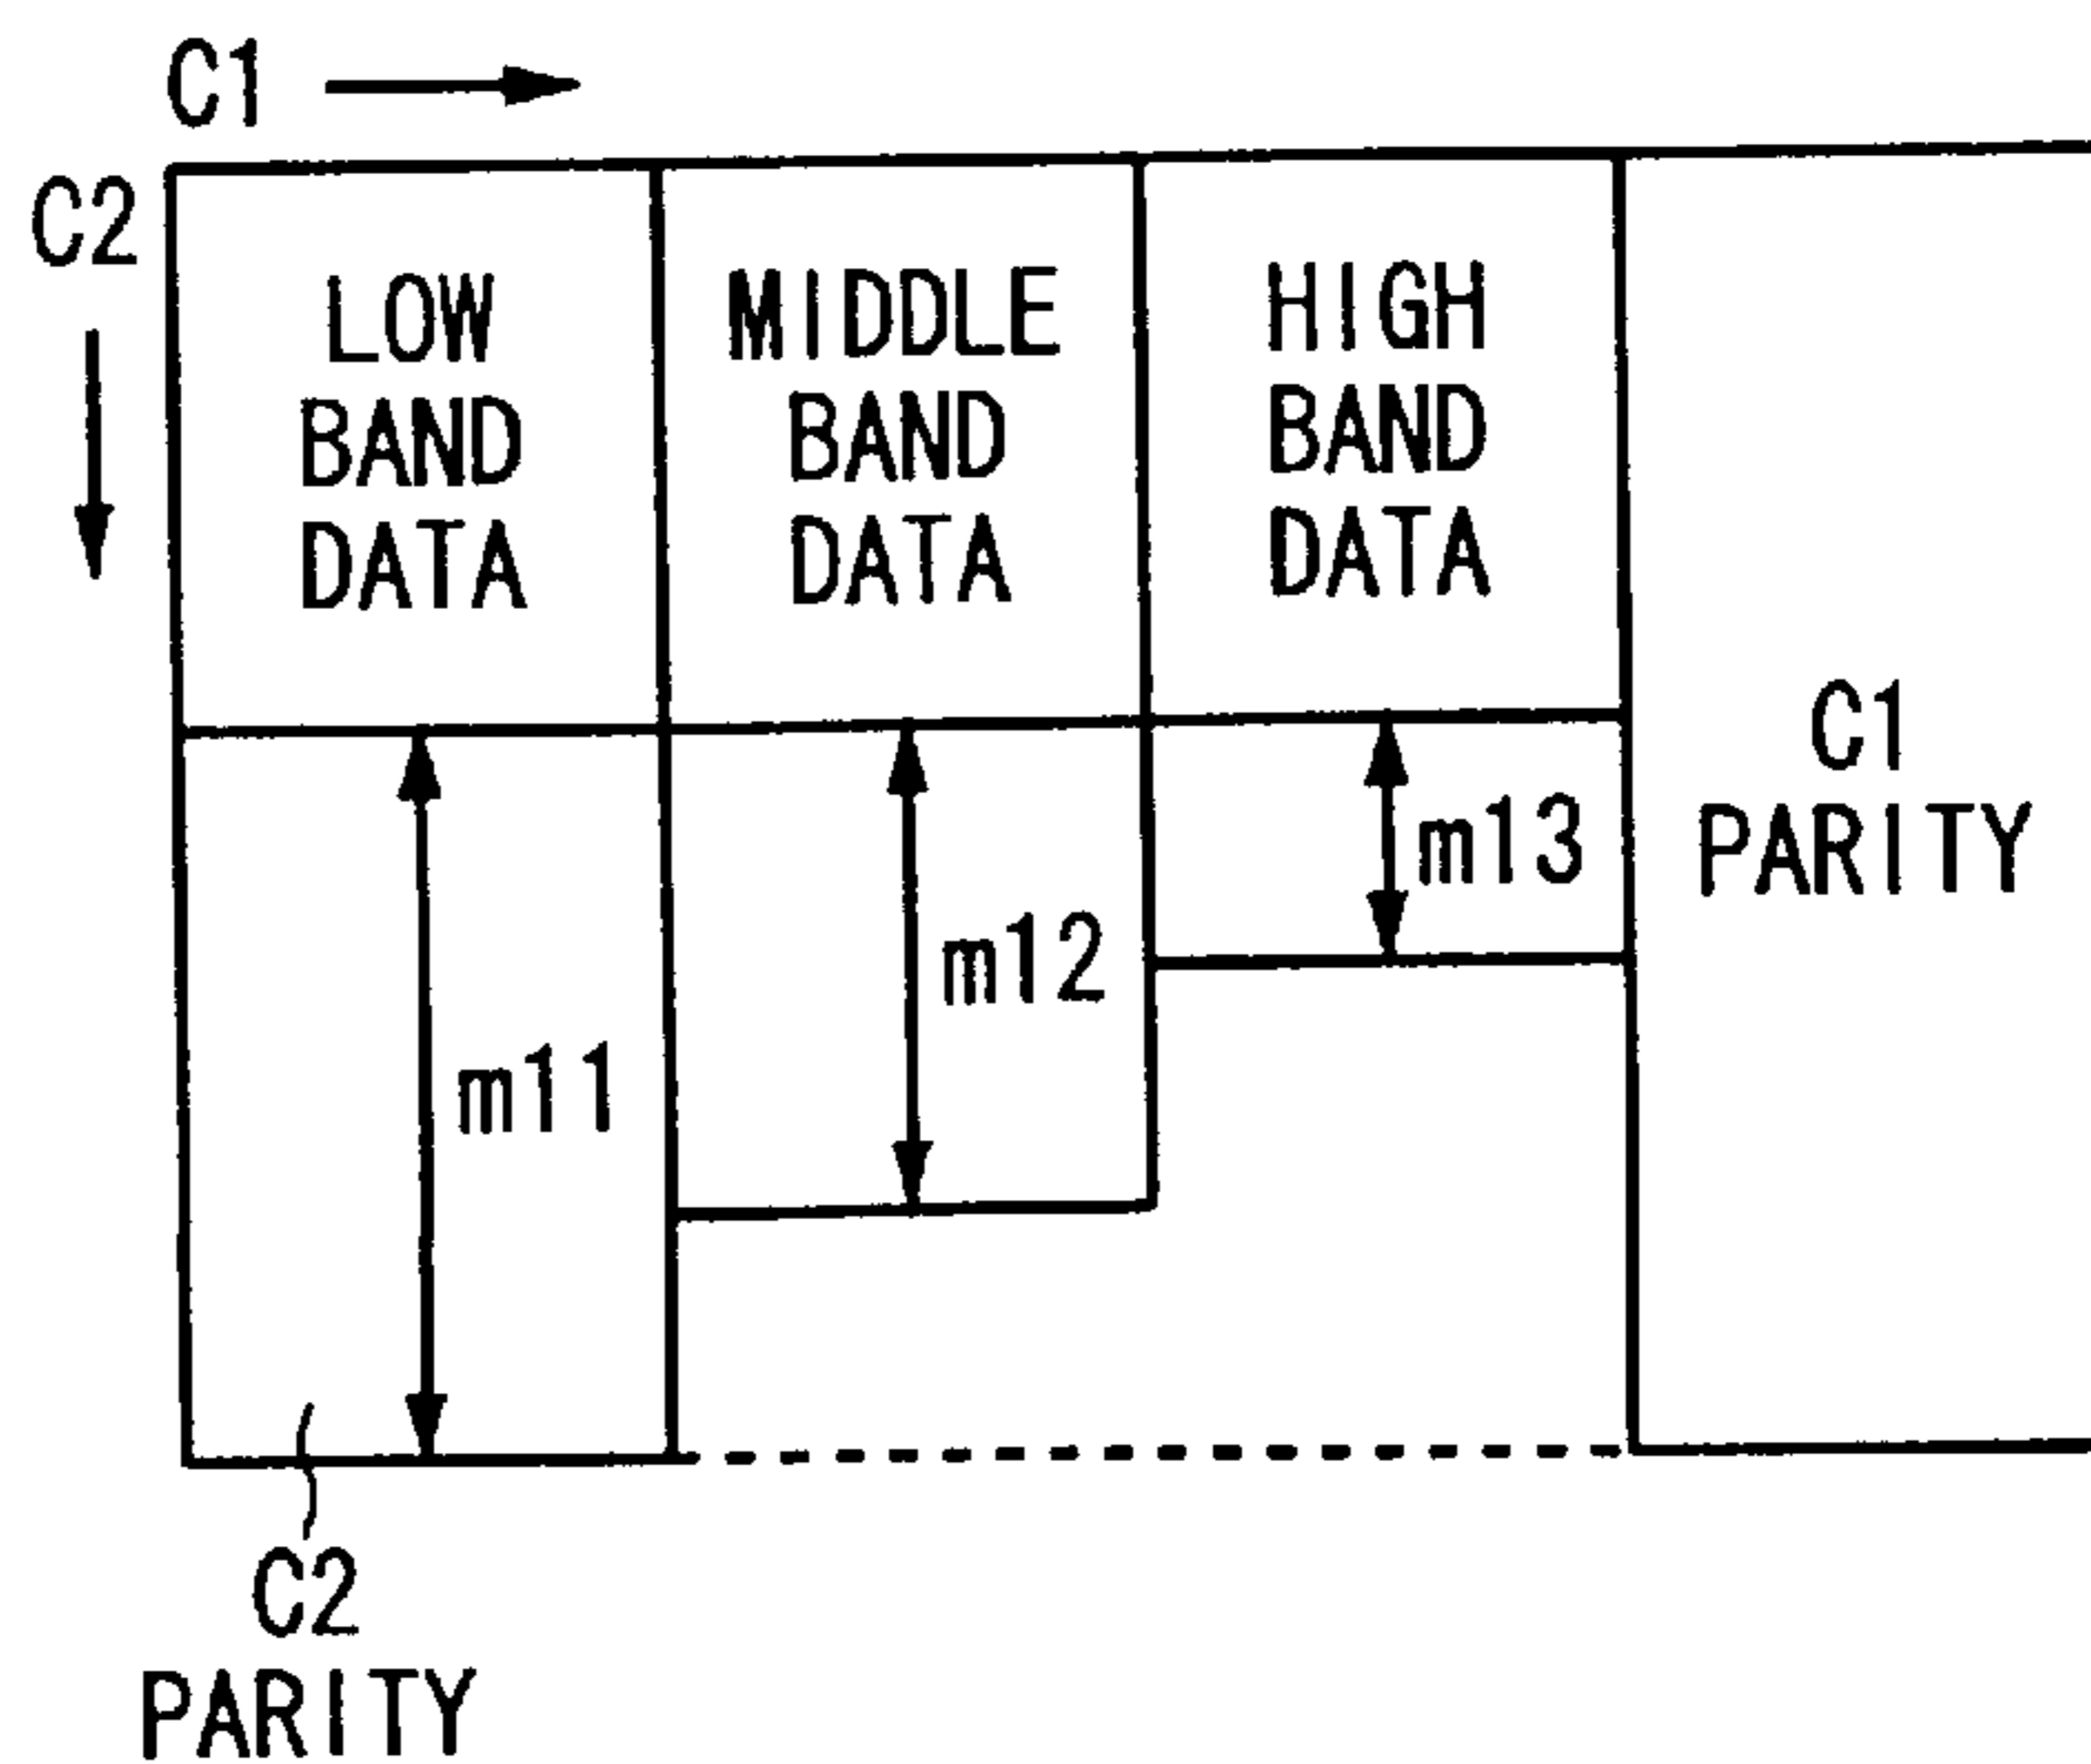 C1
C2
LOW
BAND
DATA
MIDDLE
BAND
DATA
HIGH
BAND
DATA
C1
PARITY
m11
m12
m13
C2
PARITY